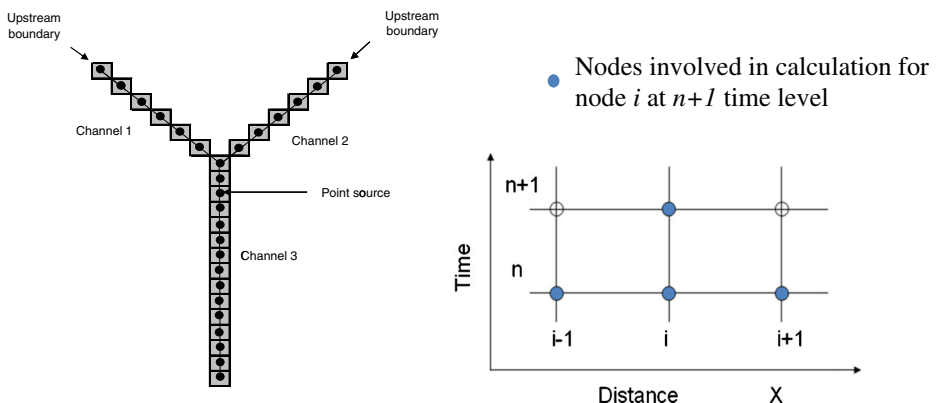 Upstream
boundary
Upstream
boundary
Channel 1
Channel 2
Point source
Channel 3
Nodes involved in calculation for
node i at n+1 time level
n+1
n
Time
i-1
i
i+1
Distance
X